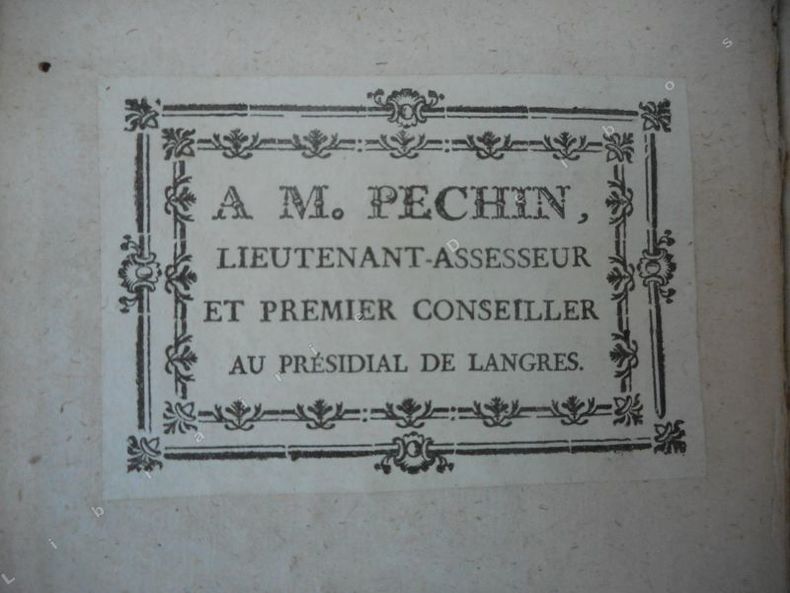 A M. PECHIN,
LIEUTENANT-ASSESSEUR
ET PREMIER CONSEILLER
AU PRÉSIDIAL DE LANGRES.